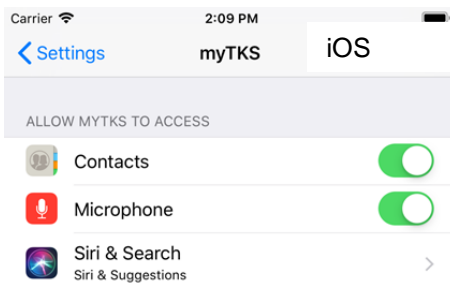 Carrier 2:09 PM
Settings myTKS iOS
ALLOW MYTKS TO ACCESS
Contacts
Microphone
Siri & Search
Siri & Suggestions